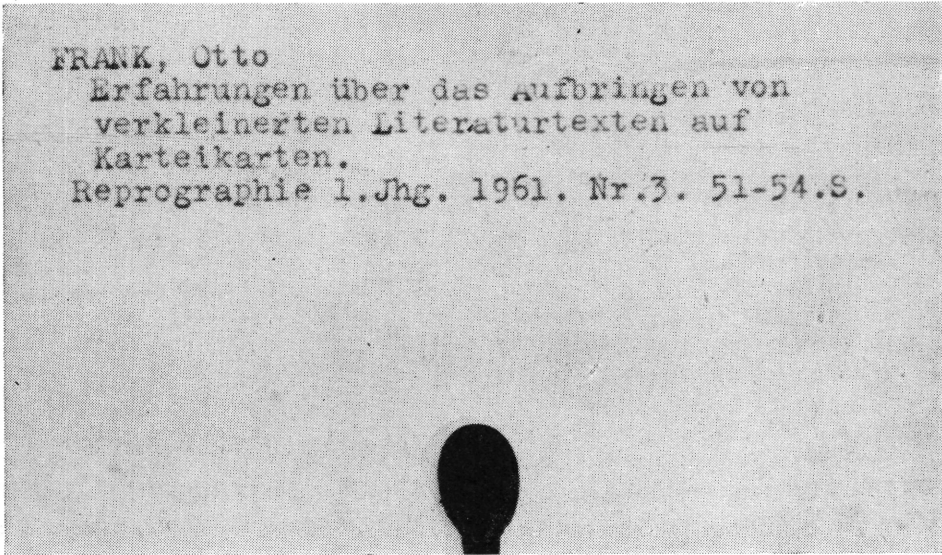 FRANK, Otto
Erfahrungen über das Aufbringen von
verkleinerten Literaturtexten auf
Karteikarten.
Reprographie 1.Jhg. 1961. Nr.3. 51-54.S.